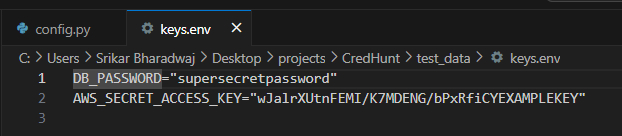 config.py
keys.env
C: > Users > Srikar Bharadwaj > Desktop > projects > CredHunt > test_data > keys.env
1 DB_PASSWORD="supersecretpassword"
2 AWS_SECRET_ACCESS_KEY="wJalrXUtnFEMI/K7MDENG/bPxRfiCYEXAMPLEKEY"